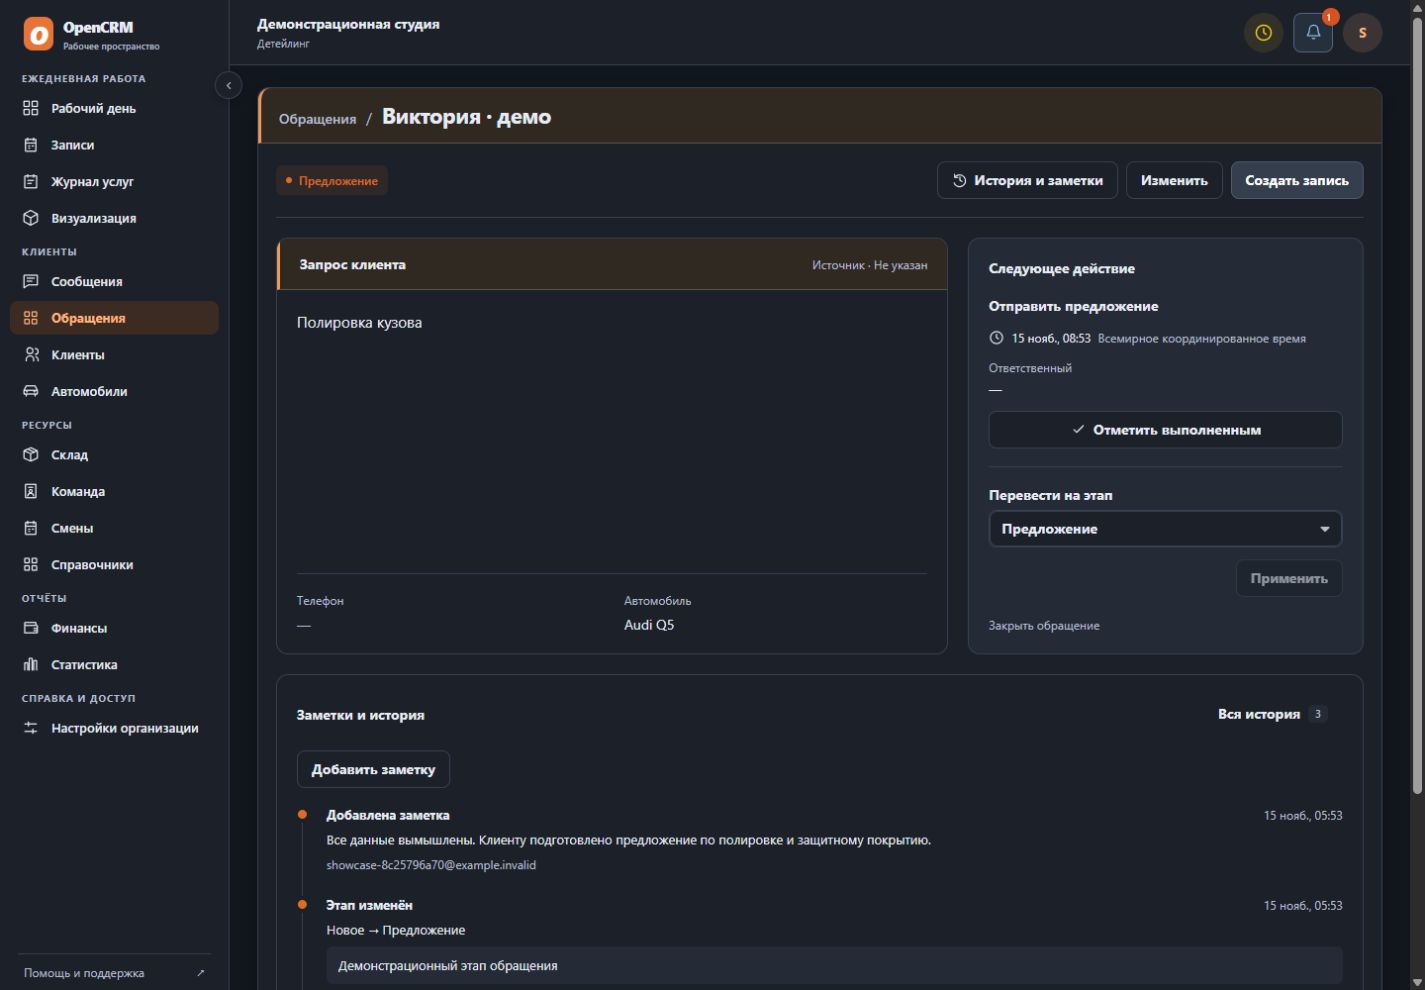 OpenCRM
Рабочее пространство
ЕЖЕДНЕВНАЯ РАБОТА
Рабочий день
Записи
Журнал услуг
Визуализация
КЛИЕНТЫ
Сообщения
Обращения
Клиенты
Автомобили
РЕСУРСЫ
Склад
Команда
Смены
Справочники
ОТЧЁТЫ
Финансы
Статистика
СПРАВКА И ДОСТУП
Настройки организации
Помощь и поддержка
Демонстрационная студия
Детейлинг
1
S
Обращения / Виктория · демо
Предложение
История и заметки
Изменить
Создать запись
Запрос клиента
Источник · Не указан
Полировка кузова
Телефон
—
Автомобиль
Audi Q5
Следующее действие
Отправить предложение
15 нояб., 08:53 Всемирное координированное время
Ответственный
—
Отметить выполненным
Перевести на этап
Предложение
Применить
Закрыть обращение
Заметки и история
Вся история 3
Добавить заметку
Добавлена заметка
15 нояб., 05:53
Все данные вымышлены. Клиенту подготовлено предложение по полировке и защитному покрытию.
showcase-8c25796a70@example.invalid
Этап изменён
15 нояб., 05:53
Новое → Предложение
Демонстрационный этап обращения